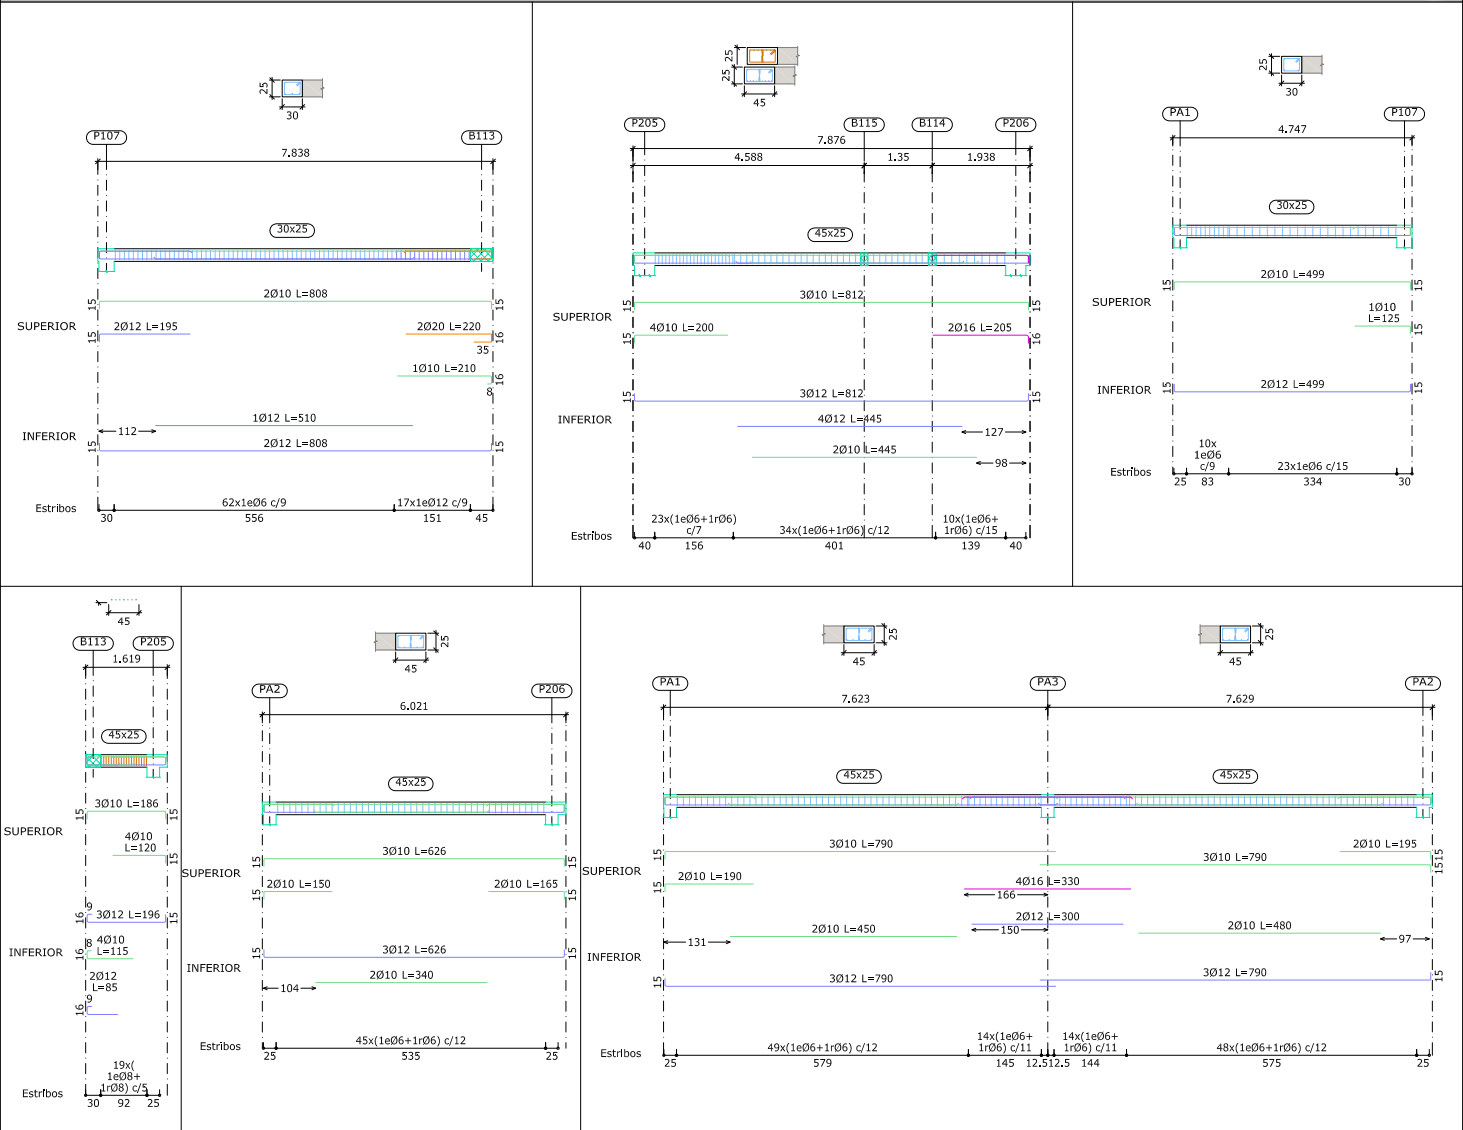 25
30
P107
B113
7.838
30x25
2Ø10 L=808
15
15
SUPERIOR
2Ø12 L=195
15
2Ø20 L=220
16
35
1Ø10 L=210
16
8
1Ø12 L=510
112
INFERIOR
2Ø12 L=808
15
15
Estribos
62x1eØ6 c/9
17x1eØ12 c/9
30
556
151
45
25
25
45
P205
B115
B114
P206
7.876
4.588
1.35
1.938
45x25
3Ø10 L=812
15
15
SUPERIOR
4Ø10 L=200
15
2Ø16 L=205
16
3Ø12 L=812
15
15
INFERIOR
4Ø12 L=445
127
2Ø10 L=445
98
Estribos
23x(1eØ6+1rØ6)
c/7
34x(1eØ6+1rØ6) c/12
10x(1eØ6+
1rØ6) c/15
40
156
401
139
40
25
30
PA1
P107
4.747
30x25
2Ø10 L=499
15
15
SUPERIOR
1Ø10
L=125
15
INFERIOR
2Ø12 L=499
15
15
Estribos
10x
1eØ6
c/9
23x1eØ6 c/15
25
83
334
30
45
B113
P205
1.619
45x25
3Ø10 L=186
15
15
SUPERIOR
4Ø10
L=120
15
9
3Ø12 L=196
16
15
INFERIOR
8
4Ø10
L=115
16
2Ø12
L=85
9
16
Estribos
19x(
1eØ8+
1rØ8) c/5
30
92
25
25
45
PA2
P206
6.021
45x25
3Ø10 L=626
15
15
SUPERIOR
2Ø10 L=150
15
2Ø10 L=165
15
3Ø12 L=626
15
15
INFERIOR
2Ø10 L=340
104
Estribos
45x(1eØ6+1rØ6) c/12
25
535
25
25
45
25
45
PA1
PA3
PA2
7.623
7.629
45x25
45x25
3Ø10 L=790
15
2Ø10 L=195
15
3Ø10 L=790
15
SUPERIOR
2Ø10 L=190
15
4Ø16 L=330
166
2Ø12 L=300
150
2Ø10 L=450
131
2Ø10 L=480
97
INFERIOR
3Ø12 L=790
15
3Ø12 L=790
15
Estribos
49x(1eØ6+1rØ6) c/12
14x(1eØ6+
1rØ6) c/11
14x(1eØ6+
1rØ6) c/11
48x(1eØ6+1rØ6) c/12
25
579
145
12.5
12.5
144
575
25